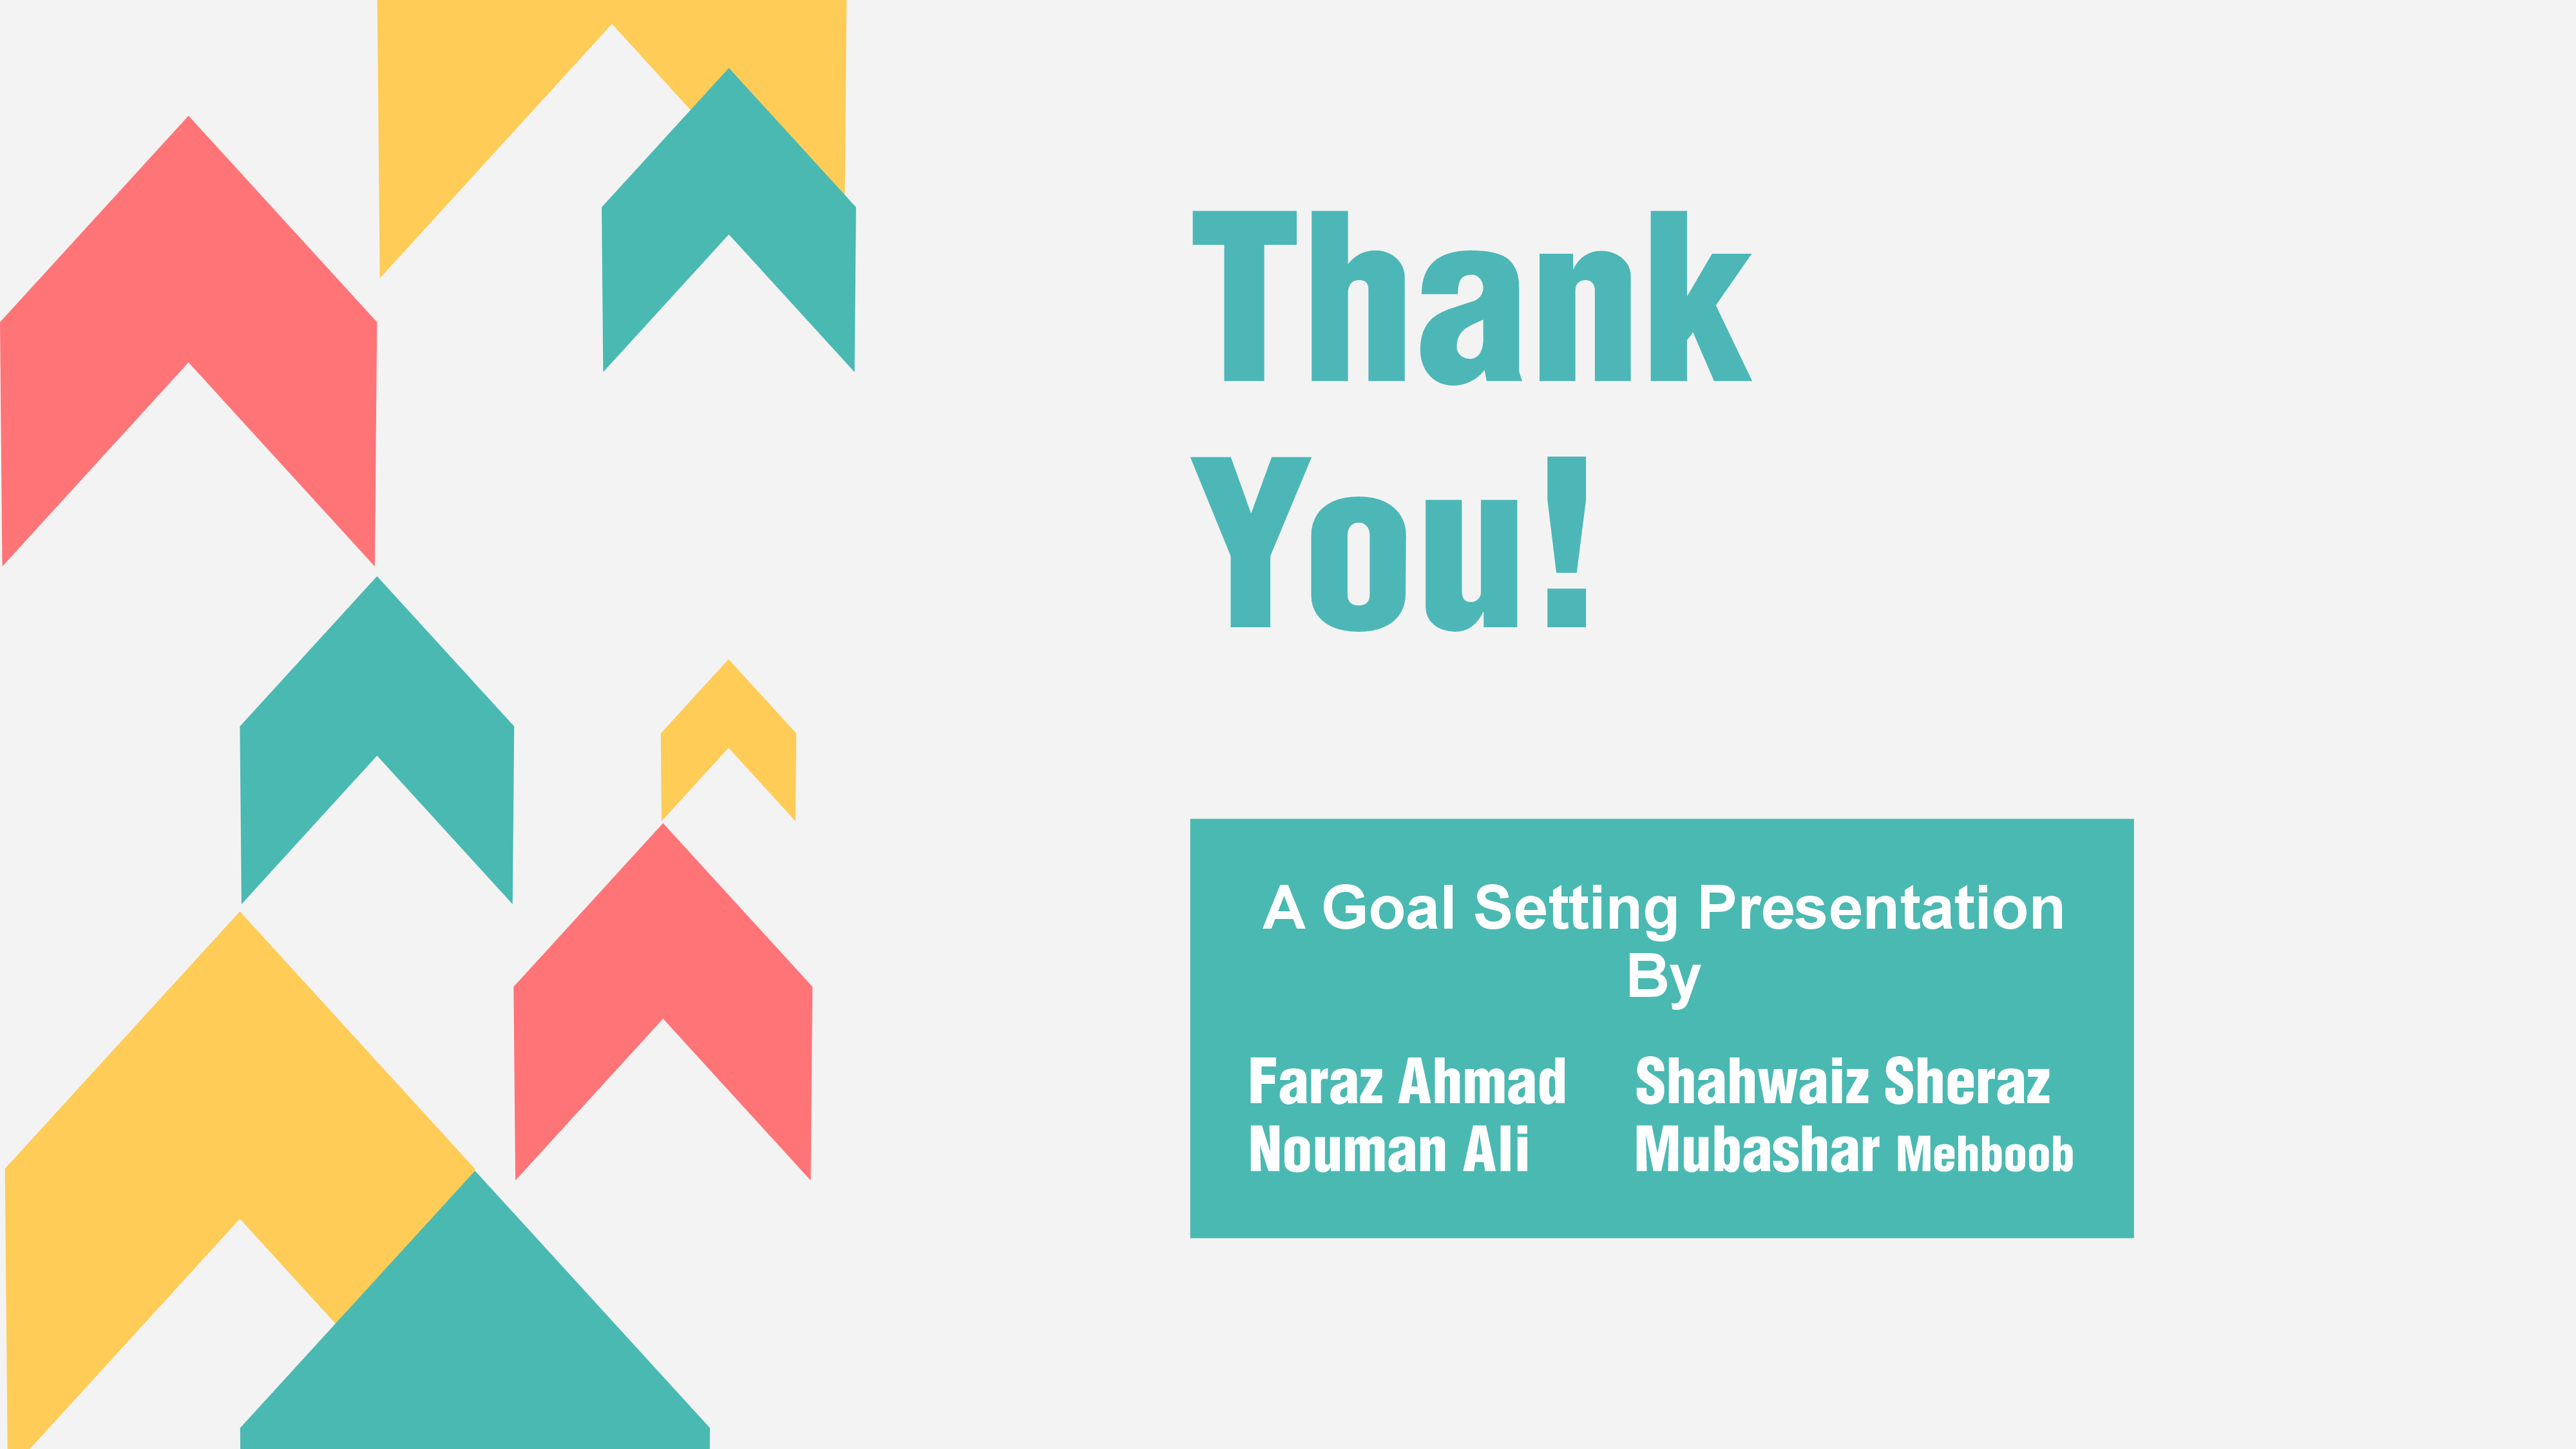 Thank
You!
A Goal Setting Presentation
By
Faraz Ahmad Shahwaiz Sheraz
Nouman Ali Mubashar Mehboob